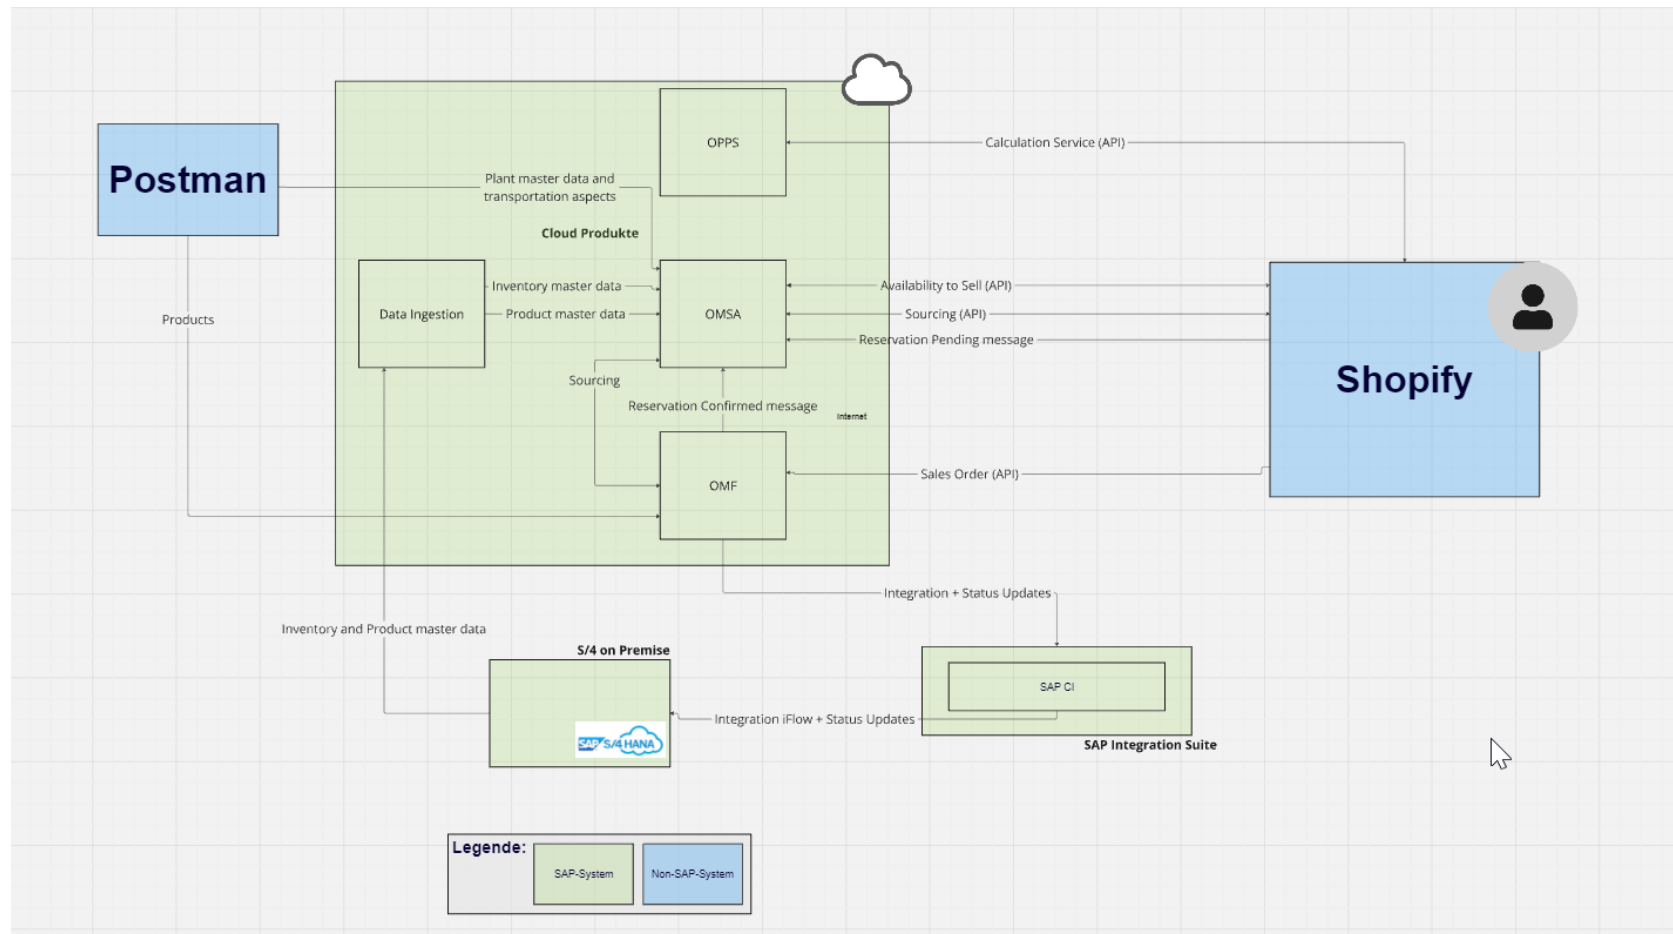 OPPS
Calculation Service (API)
Postman
Plant master data and
transportation aspects
Cloud Produkte
Data Ingestion
Inventory master data
Product master data
OMSA
Availability to Sell (API)
Sourcing (API)
Reservation Pending message
Products
Shopify
Sourcing
Reservation Confirmed message
Internet
OMF
Sales Order (API)
Integration + Status Updates
Inventory and Product master data
S/4 on Premise
SAP S/4HANA
SAP CI
Integration iFlow + Status Updates
SAP Integration Suite
Legende:
SAP-System
Non-SAP-System